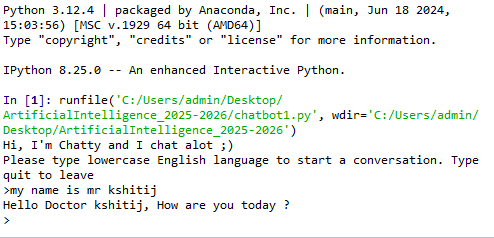 Python 3.12.4 | packaged by Anaconda, Inc. | (main, Jun 18 2024,
15:03:56) [MSC v.1929 64 bit (AMD64)]
Type "copyright", "credits" or "license" for more information.
IPython 8.25.0 -- An enhanced Interactive Python.
In [1]: runfile('C:/Users/admin/Desktop/
ArtificialIntelligence_2025-2026/chatbot1.py', wdir='C:/Users/admin/
Desktop/ArtificialIntelligence_2025-2026')
Hi, I'm Chatty and I chat alot ;)
Please type lowercase English language to start a conversation. Type
quit to leave
>my name is mr kshitij
Hello Doctor kshitij, How are you today ?
>